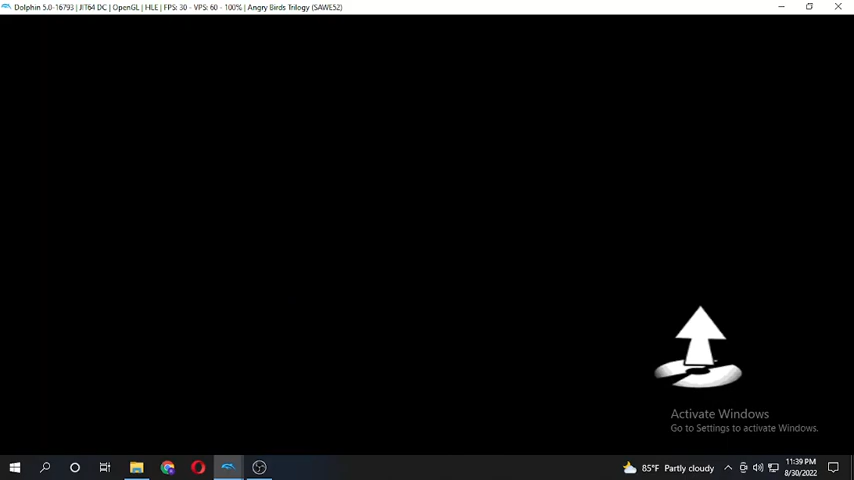 Dolphin 5.0-16793 | JIT64 DC | OpenGL | HLE | FPS: 30 - VPS: 60 - 100% | Angry Birds Trilogy (SAWE52)
Activate Windows
Go to Settings to activate Windows.
85°F Partly cloudy
11:39 PM
8/30/2022